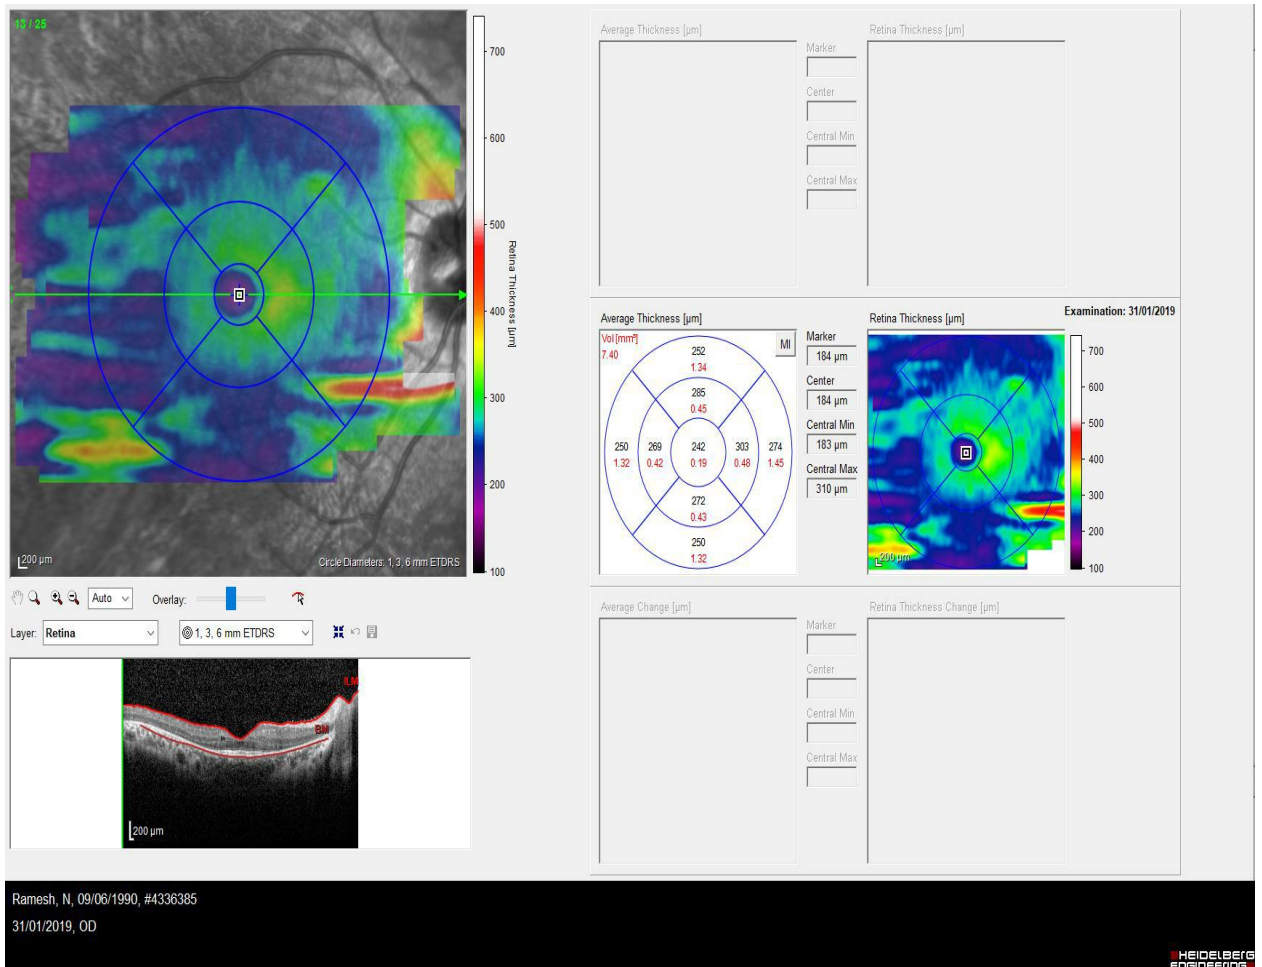 13 / 25
700
600
500
400
300
200
100
Retina Thickness [µm]
200 µm
Circle Diameters: 1, 3, 6 mm ETDRS
Auto
Overlay:
Layer: Retina
1, 3, 6 mm ETDRS
ILM
BM
200 µm
Average Thickness [µm]
Retina Thickness [µm]
Marker
Center
Central Min
Central Max
Examination: 31/01/2019
Average Thickness [µm]
Retina Thickness [µm]
Vol [mm³]
7.40
MI
252
1.34
285
0.45
250 269 242 303 274
1.32 0.42 0.19 0.48 1.45
272
0.43
250
1.32
Marker
184 µm
Center
184 µm
Central Min
183 µm
Central Max
310 µm
200 µm
700
600
500
400
300
200
100
Average Change [µm]
Retina Thickness Change [µm]
Marker
Center
Central Min
Central Max
Ramesh, N, 09/06/1990, #4336385
31/01/2019, OD
HEIDELBERG
ENGINEERING